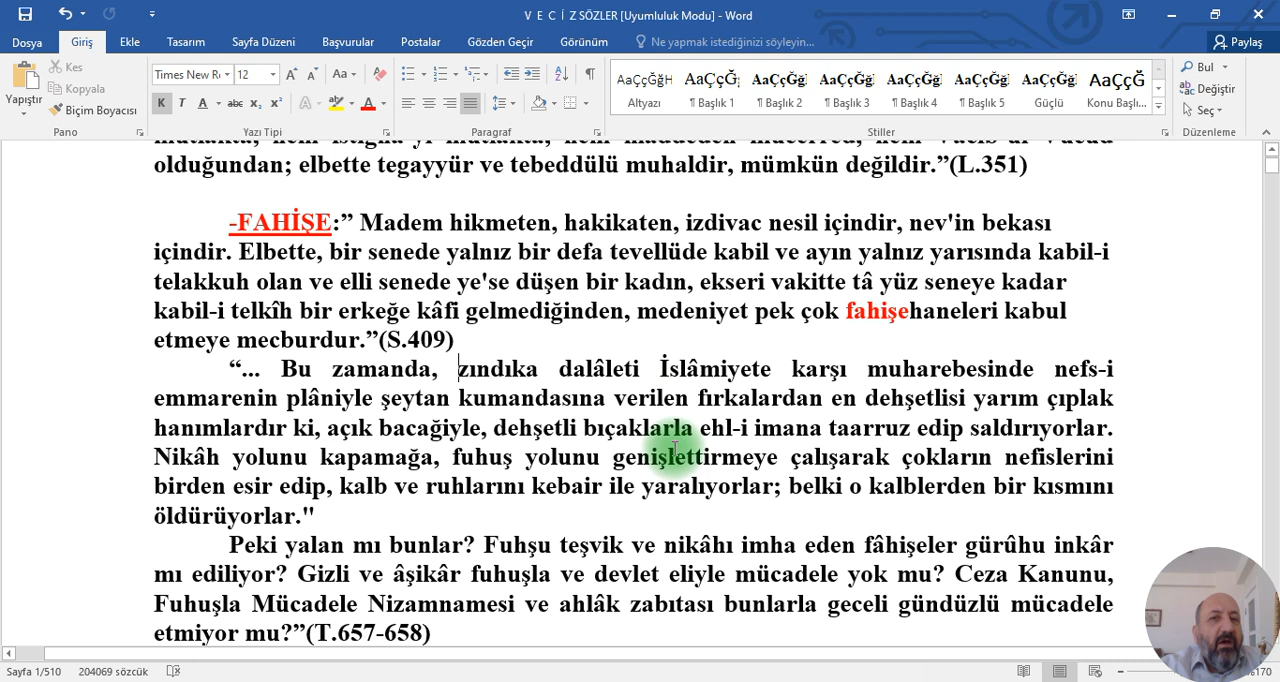 V E C İ Z SÖZLER [Uyumluluk Modu] - Word
Dosya Giriş Ekle Tasarım Sayfa Düzeni Başvurular Postalar Gözden Geçir Görünüm Ne yapmak istediğinizi söyleyin... Paylaş
Yapıştır
Kes
Kopyala
Biçim Boyacısı
Times New Ro 12
K T A abc x₂ x²
Aa
AaÇçĞğH AaÇçĞ AaÇçĞğ AaÇçĞğ AaÇçĞğ AaÇçĞğ AaÇçĞğ AaÇçĞ
Altyazı ¶ Başlık 1 ¶ Başlık 2 ¶ Başlık 3 ¶ Başlık 4 ¶ Başlık 5 Güçlü Konu Başlı...
Bul
Değiştir
Seç
Pano Yazı Tipi Paragraf Stiller Düzenleme
olduğundan; elbette tegayyür ve tebeddülü muhaldir, mümkün değildir.”(L.351)
-FAHİŞE:” Madem hikmeten, hakikaten, izdivac nesil içindir, nev'in bekası
içindir. Elbette, bir senede yalnız bir defa tevellüde kabil ve ayın yalnız yarısında kabil-i
telakkuh olan ve elli senede ye'se düşen bir kadın, ekseri vakitte tâ yüz seneye kadar
kabil-i telkîh bir erkeğe kâfi gelmediğinden, medeniyet pek çok fahişehaneleri kabul
etmeye mecburdur.”(S.409)
“... Bu zamanda, zındıka dalâleti İslâmiyete karşı muharebesinde nefs-i
emmarenin plâniyle şeytan kumandasına verilen fırkalardan en dehşetlisi yarım çıplak
hanımlardır ki, açık bacağiyle, dehşetli bıçaklarla ehl-i imana taarruz edip saldırıyorlar.
Nikâh yolunu kapamağa, fuhuş yolunu genişlettirmeye çalışarak çokların nefislerini
birden esir edip, kalb ve ruhlarını kebair ile yaralıyorlar; belki o kalblerden bir kısmını
öldürüyorlar."
Peki yalan mı bunlar? Fuhşu teşvik ve nikâhı imha eden fâhişeler gürûhu inkâr
mı ediliyor? Gizli ve âşikâr fuhuşla ve devlet eliyle mücadele yok mu? Ceza Kanunu,
Fuhuşla Mücadele Nizamnamesi ve ahlâk zabıtası bunlarla geceli gündüzlü mücadele
etmiyor mu?”(T.657-658)
Sayfa 1/510 204069 sözcük %170